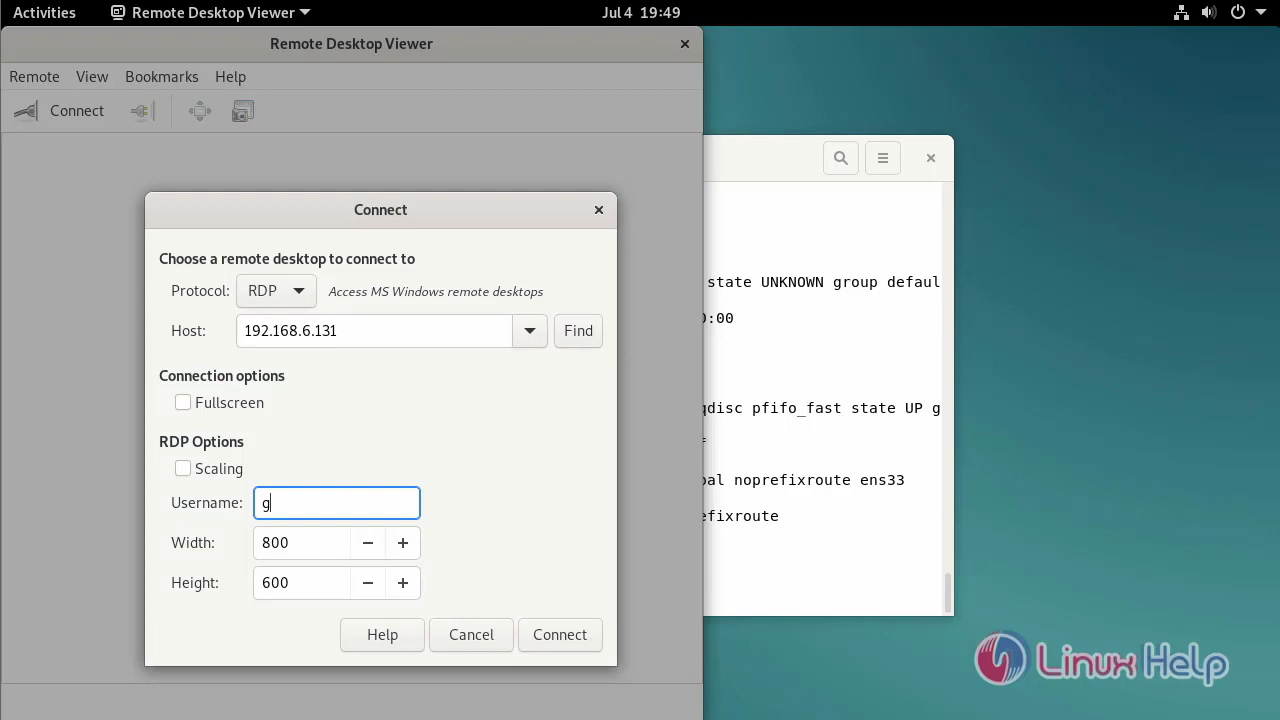 Activities Remote Desktop Viewer Jul 4 19:49
Remote Desktop Viewer
Remote View Bookmarks Help
Connect
Connect
Choose a remote desktop to connect to
Protocol: RDP Access MS Windows remote desktops
Host: 192.168.6.131 Find
Connection options
Fullscreen
RDP Options
Scaling
Username: g
Width: 800
Height: 600
Help Cancel Connect
state UNKNOWN group defaul
0:00
qdisc pfifo_fast state UP g
noprefixroute ens33
efixroute
Linux Help